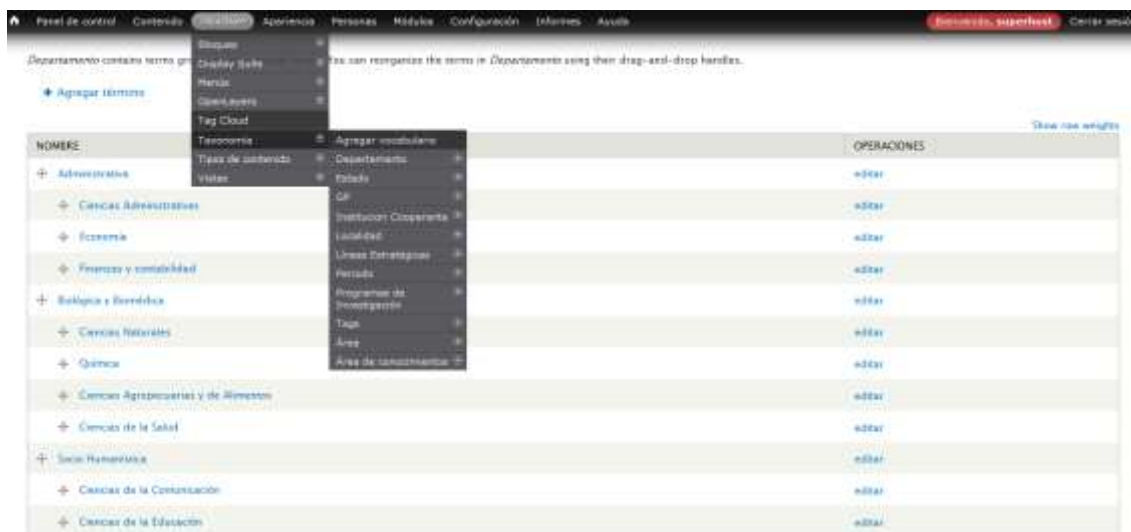 Panel de control Contenido Estructura Apariencia Personas Módulos Configuración Informes Ayuda Bienvenido, superhost Cerrar sesió
Departamento contains terms gr You can reorganize the terms in Departamento using their drag-and-drop handles.
+ Agregar término
Show row weights
NOMBRE OPERACIONES
Bloques
Display Suite
Menús
OpenLayers
Tag Cloud
Taxonomía
Tipos de contenido
Vistas
Agregar vocabulario
Departamento
Estado
GP
Institucion Cooperante
Localidad
Líneas Estratégicas
Periodo
Programas de
Investigación
Tags
Área
Área de conocimientos
Administrativa editar
Ciencias Administrativas editar
Economía editar
Finanzas y contabilidad editar
Biológica y Biomédica editar
Ciencias Naturales editar
Química editar
Ciencias Agropecuarias y de Alimentos editar
Ciencias de la Salud editar
Socio Humanística editar
Ciencias de la Comunicación editar
Ciencias de la Educación editar